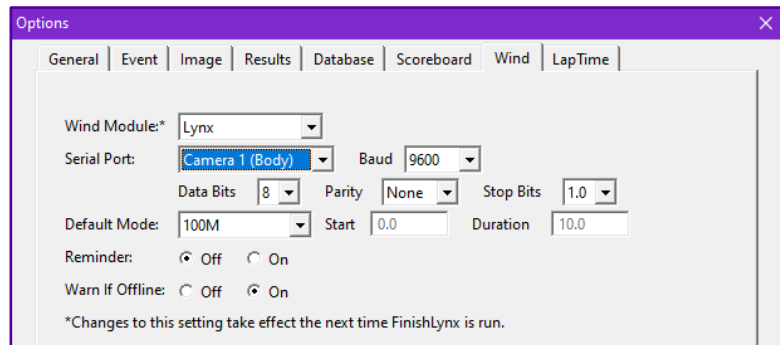 Options
General Event Image Results Database Scoreboard Wind LapTime
Wind Module:* Lynx
Serial Port: Camera 1 (Body) Baud 9600
Data Bits 8 Parity None Stop Bits 1.0
Default Mode: 100M Start 0.0 Duration 10.0
Reminder: Off On
Warn If Offline: Off On
*Changes to this setting take effect the next time FinishLynx is run.